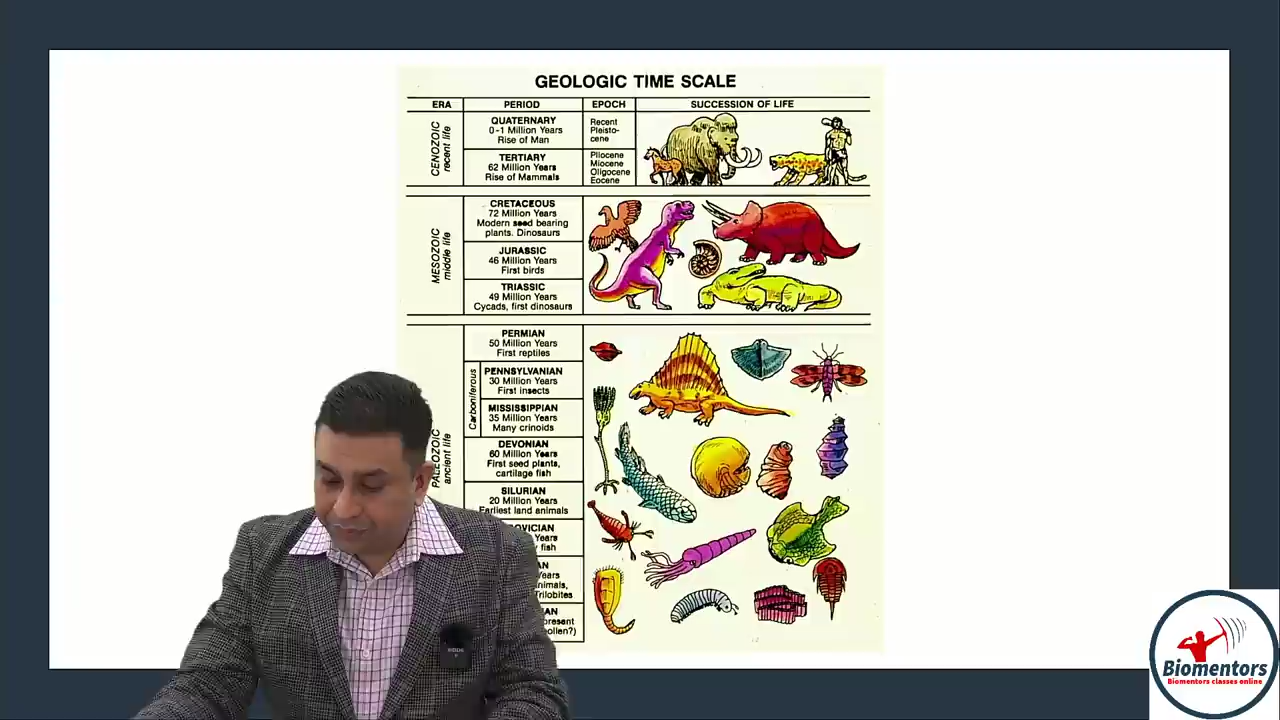 GEOLOGIC TIME SCALE
ERA PERIOD EPOCH SUCCESSION OF LIFE
CENOZOIC
recent life
QUATERNARY
0-1 Million Years
Rise of Man
Recent
Pleisto-
cene
TERTIARY
62 Million Years
Rise of Mammals
Pliocene
Miocene
Oligocene
Eocene
MESOZOIC
middle life
CRETACEOUS
72 Million Years
Modern seed bearing
plants. Dinosaurs
JURASSIC
46 Million Years
First birds
TRIASSIC
49 Million Years
Cycads, first dinosaurs
PALEOZOIC
ancient life
PERMIAN
50 Million Years
First reptiles
Carboniferous
PENNSYLVANIAN
30 Million Years
First insects
MISSISSIPPIAN
35 Million Years
Many crinoids
DEVONIAN
60 Million Years
First seed plants,
cartilage fish
SILURIAN
20 Million Years
Earliest land animals
Years
fish
Years
Trilobites
Biomentors
Biomentors classes online